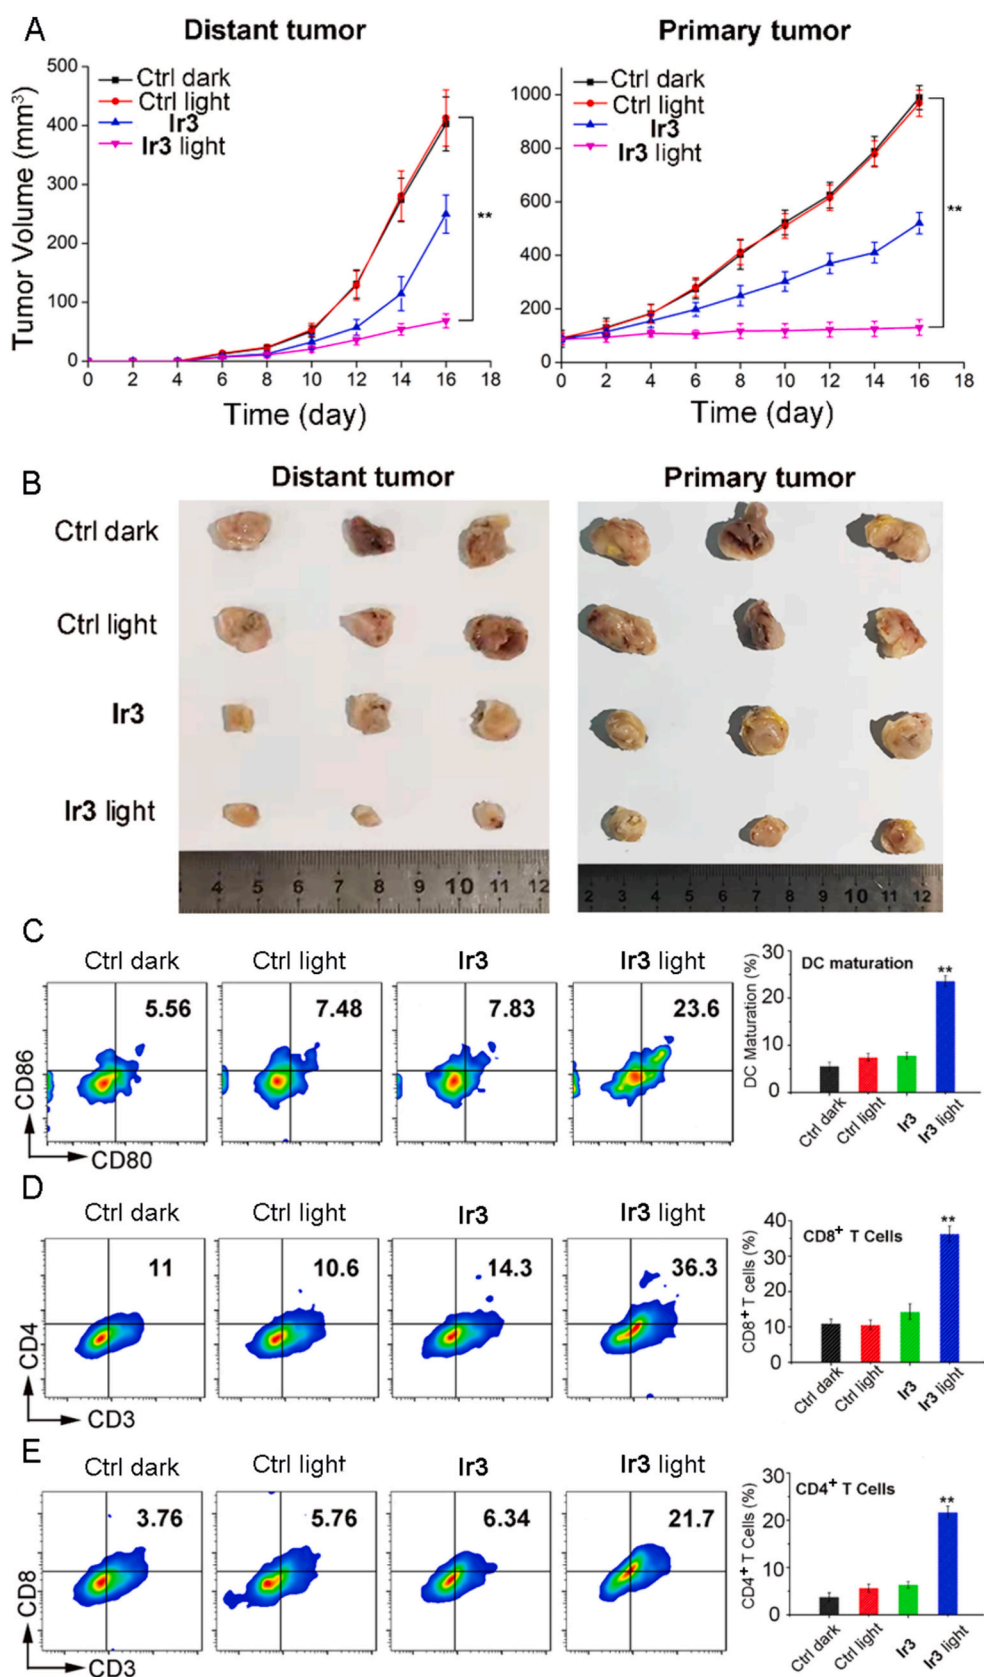 A
Distant tumor
Primary tumor
Tumor Volume (mm³)
500
400
300
200
100
0
Ctrl dark
Ctrl light
Ir3
Ir3 light
**
0 2 4 6 8 10 12 14 16 18
Time (day)
1000
800
600
400
200
0
Ctrl dark
Ctrl light
Ir3
Ir3 light
**
0 2 4 6 8 10 12 14 16 18
Time (day)
B
Distant tumor
Primary tumor
Ctrl dark
Ctrl light
Ir3
Ir3 light
4 5 6 7 8 9 10 11 12
2 3 4 5 6 7 8 9 10 11 12
C
Ctrl dark
Ctrl light
Ir3
Ir3 light
5.56
7.48
7.83
23.6
CD86
CD80
DC Maturation (%)
30
20
10
0
DC maturation
**
Ctrl dark
Ctrl light
Ir3
Ir3 light
D
Ctrl dark
Ctrl light
Ir3
Ir3 light
11
10.6
14.3
36.3
CD4
CD3
CD8⁺ T cells (%)
40
30
20
10
0
CD8⁺ T Cells
**
Ctrl dark
Ctrl light
Ir3
Ir3 light
E
Ctrl dark
Ctrl light
Ir3
Ir3 light
3.76
5.76
6.34
21.7
CD8
CD3
CD4⁺ T Cells (%)
30
20
10
0
CD4⁺ T Cells
**
Ctrl dark
Ctrl light
Ir3
Ir3 light